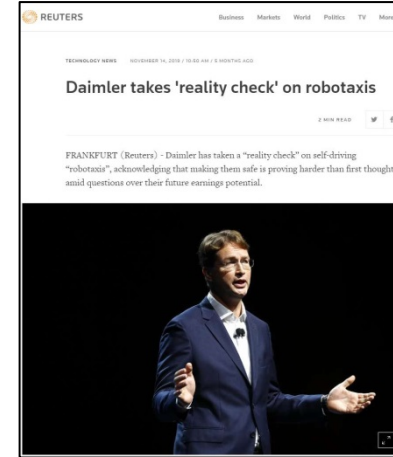 REUTERS
Business Markets World Politics TV More
TECHNOLOGY NEWS NOVEMBER 14, 2019 / 10:50 AM / 5 MONTHS AGO
Daimler takes 'reality check' on robotaxis
2 MIN READ
FRANKFURT (Reuters) - Daimler has taken a “reality check” on self-driving
“robotaxis”, acknowledging that making them safe is proving harder than first thought
amid questions over their future earnings potential.